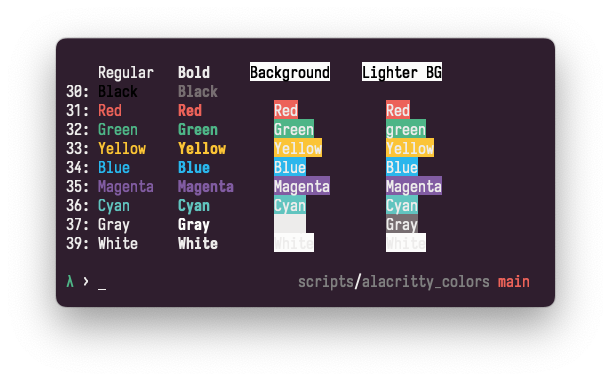 Regular Bold Background Lighter BG
30: Black Black
31: Red Red Red Red
32: Green Green Green green
33: Yellow Yellow Yellow Yellow
34: Blue Blue Blue Blue
35: Magenta Magenta Magenta Magenta
36: Cyan Cyan Cyan Cyan
37: Gray Gray Gray
39: White White White White
λ › _ scripts/alacritty_colors main